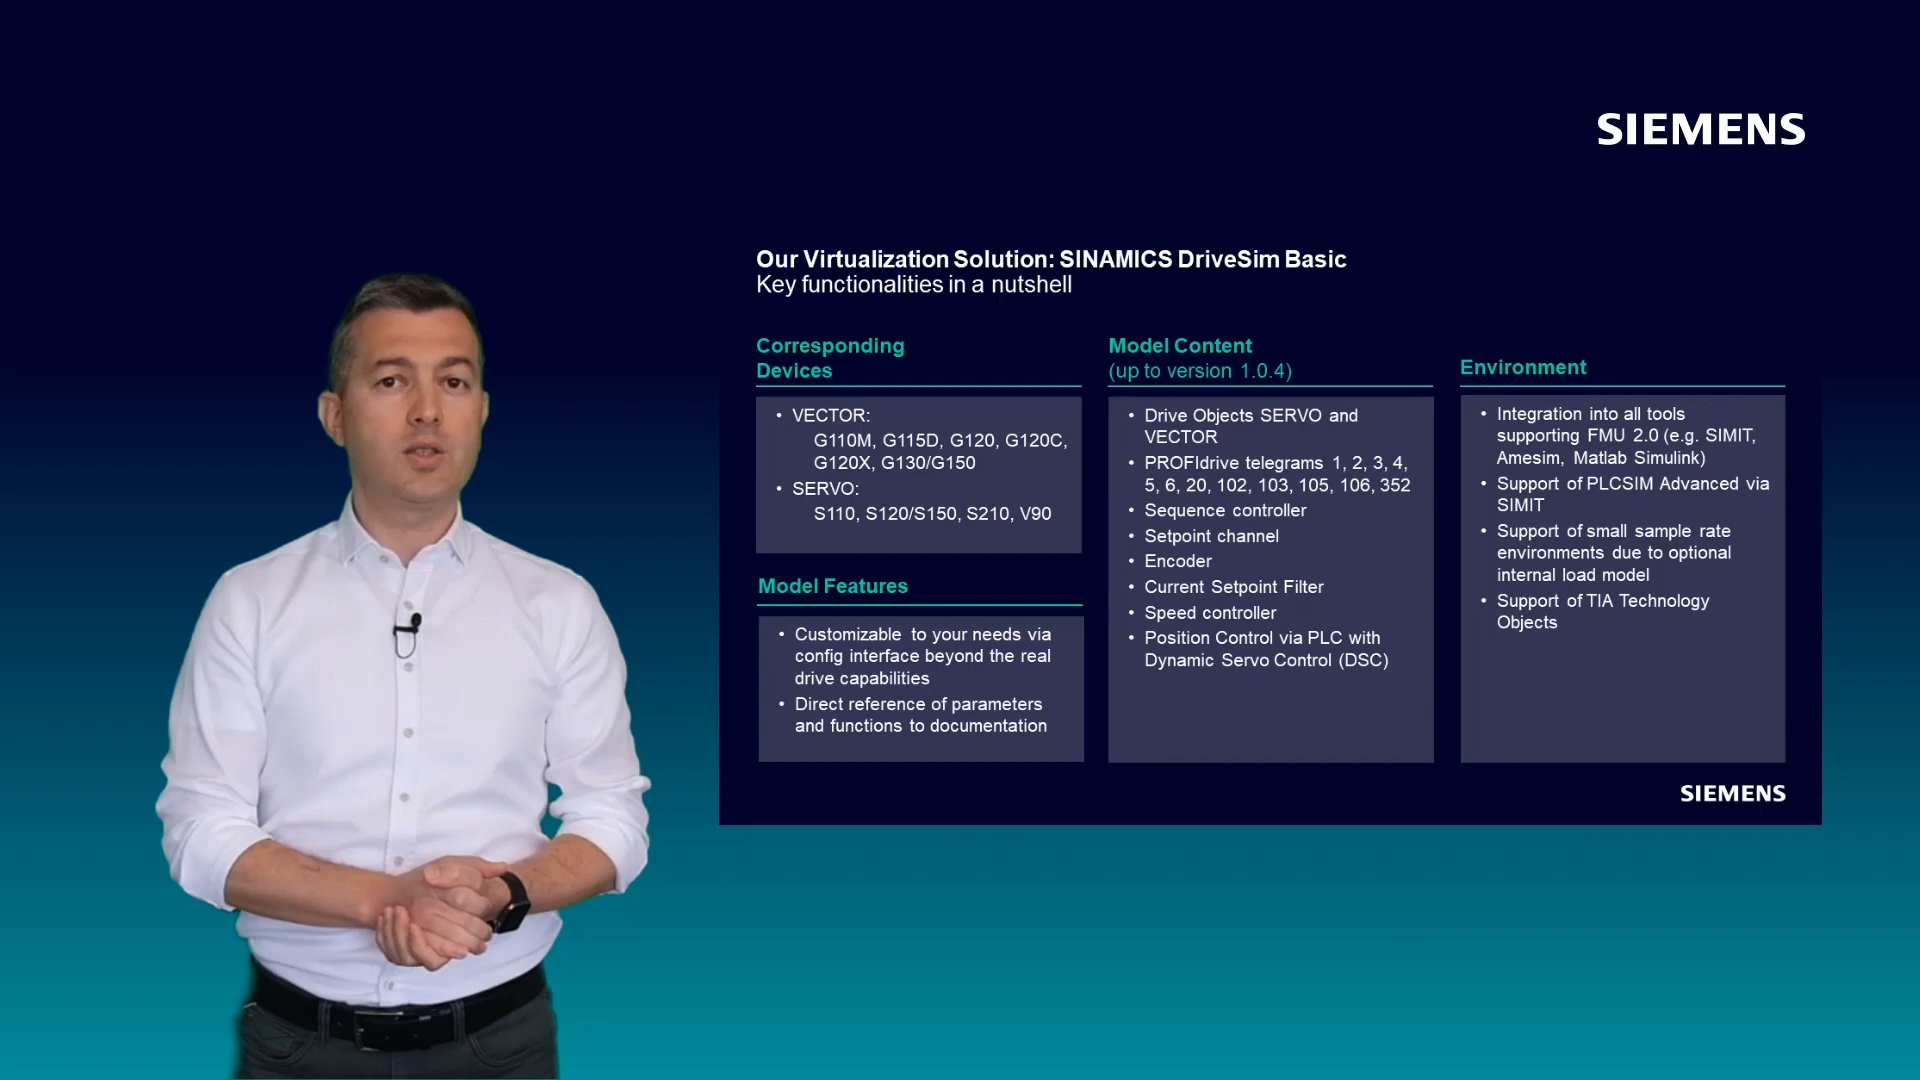 SIEMENS
Our Virtualization Solution: SINAMICS DriveSim Basic
Key functionalities in a nutshell
Corresponding
Devices
• VECTOR:
G110M, G115D, G120, G120C,
G120X, G130/G150
• SERVO:
S110, S120/S150, S210, V90
Model Features
• Customizable to your needs via
config interface beyond the real
drive capabilities
• Direct reference of parameters
and functions to documentation
Model Content
(up to version 1.0.4)
• Drive Objects SERVO and
VECTOR
• PROFIdrive telegrams 1, 2, 3, 4,
5, 6, 20, 102, 103, 105, 106, 352
• Sequence controller
• Setpoint channel
• Encoder
• Current Setpoint Filter
• Speed controller
• Position Control via PLC with
Dynamic Servo Control (DSC)
Environment
• Integration into all tools
supporting FMU 2.0 (e.g. SIMIT,
Amesim, Matlab Simulink)
• Support of PLCSIM Advanced via
SIMIT
• Support of small sample rate
environments due to optional
internal load model
• Support of TIA Technology
Objects
SIEMENS